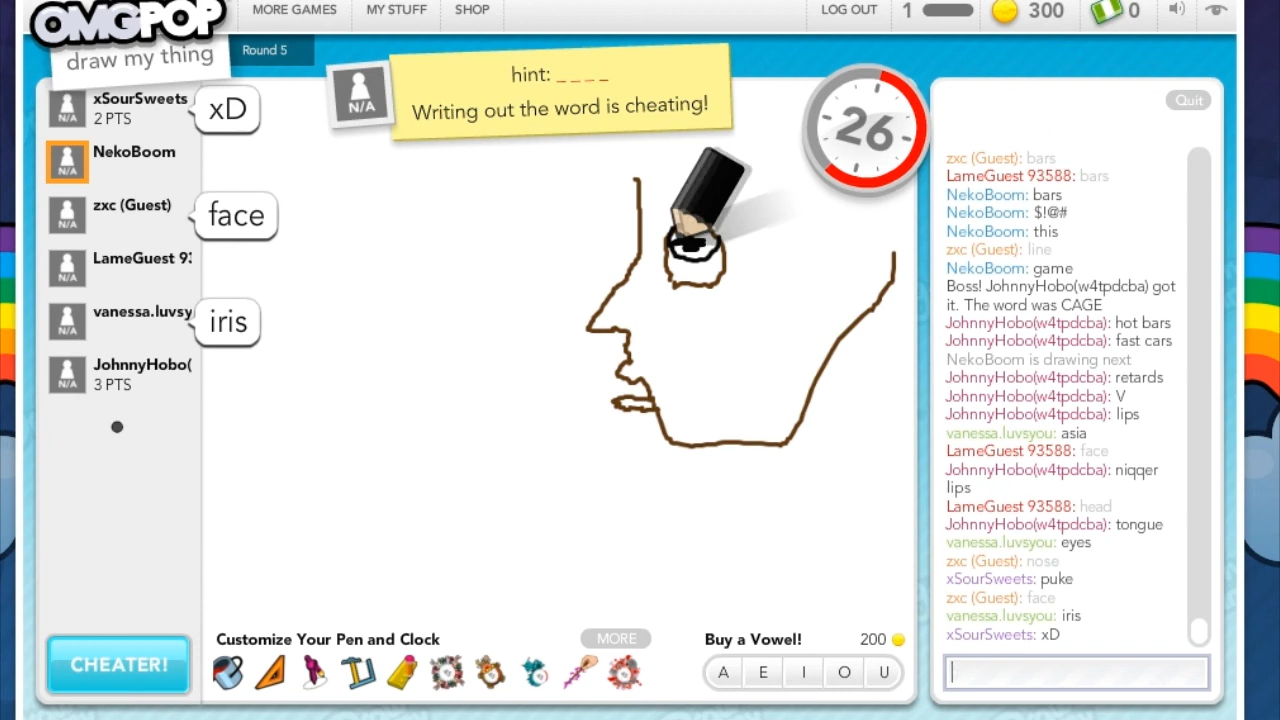 OMGPOP
MORE GAMES
MY STUFF
SHOP
LOG OUT
1
300
0
draw my thing
Round 5
hint: _ _ _ _
Writing out the word is cheating!
N/A
26
Quit
N/A
xSourSweets
2 PTS
xD
N/A
NekoBoom
N/A
zxc (Guest)
face
N/A
LameGuest 93
N/A
vanessa.luvsy
iris
N/A
JohnnyHobo(
3 PTS
CHEATER!
Customize Your Pen and Clock
MORE
Buy a Vowel!
200
A E I O U
zxc (Guest): bars
LameGuest 93588: bars
NekoBoom: bars
NekoBoom: $!@#
NekoBoom: this
zxc (Guest): line
NekoBoom: game
Boss! JohnnyHobo(w4tpdcba) got
it. The word was CAGE
JohnnyHobo(w4tpdcba): hot bars
JohnnyHobo(w4tpdcba): fast cars
NekoBoom is drawing next
JohnnyHobo(w4tpdcba): retards
JohnnyHobo(w4tpdcba): V
JohnnyHobo(w4tpdcba): lips
vanessa.luvsyou: asia
LameGuest 93588: face
JohnnyHobo(w4tpdcba): niqqer
lips
LameGuest 93588: head
JohnnyHobo(w4tpdcba): tongue
vanessa.luvsyou: eyes
zxc (Guest): nose
xSourSweets: puke
zxc (Guest): face
vanessa.luvsyou: iris
xSourSweets: xD